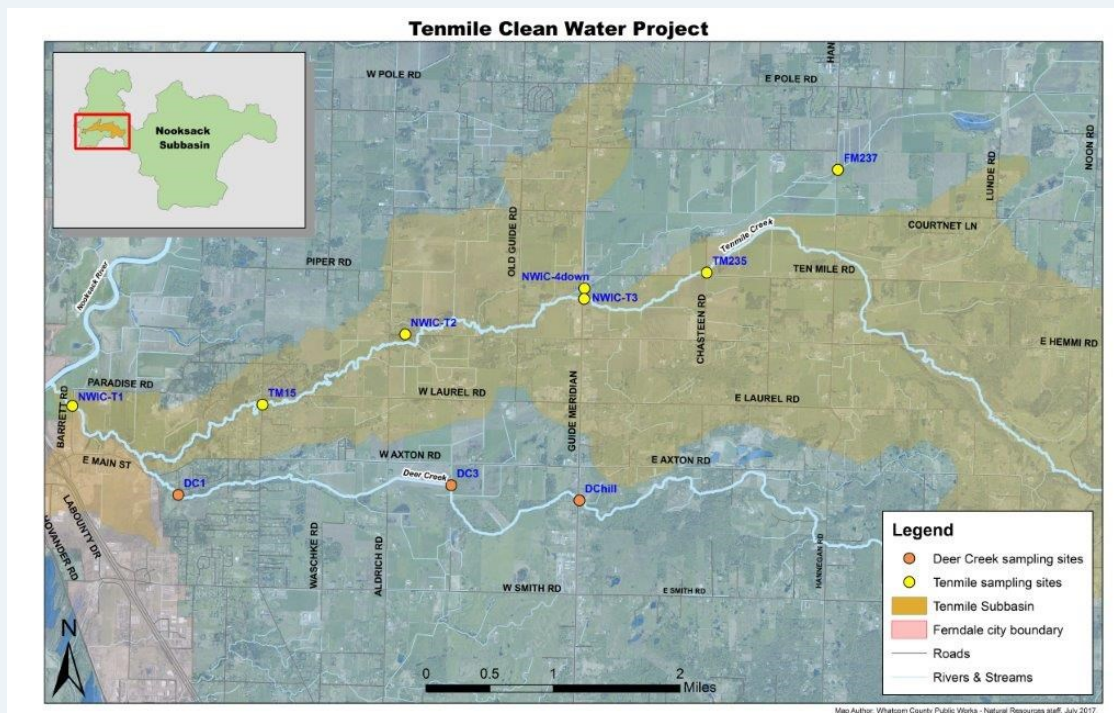 Tenmile Clean Water Project
Nooksack
Subbasin
W POLE RD
E POLE RD
HAN
FM237
LUNDE RD
NOON RD
COURTNET LN
Nooksack River
PIPER RD
OLD GUIDE RD
Tenmile Creek
TM235
TEN MILE RD
NWIC-4down
NWIC-T3
NWIC-T2
CHASTEEN RD
E HEMMI RD
PARADISE RD
NWIC-T1
TM15
W LAUREL RD
E LAUREL RD
BARRETT RD
GUIDE MERIDIAN
E MAIN ST
W AXTON RD
E AXTON RD
Deer Creek
DC1
DC3
DChill
LABOUNTY DR
HOVANDER RD
WASCHKE RD
ALDRICH RD
W SMITH RD
E SMITH RD
HANNEGAN RD
N
0 1 2
Miles
Legend
Deer Creek sampling sites
Tenmile sampling sites
Tenmile Subbasin
Ferndale city boundary
Roads
Rivers & Streams
Map Author: Whatcom County Public Works - Natural Resources staff, July 2017